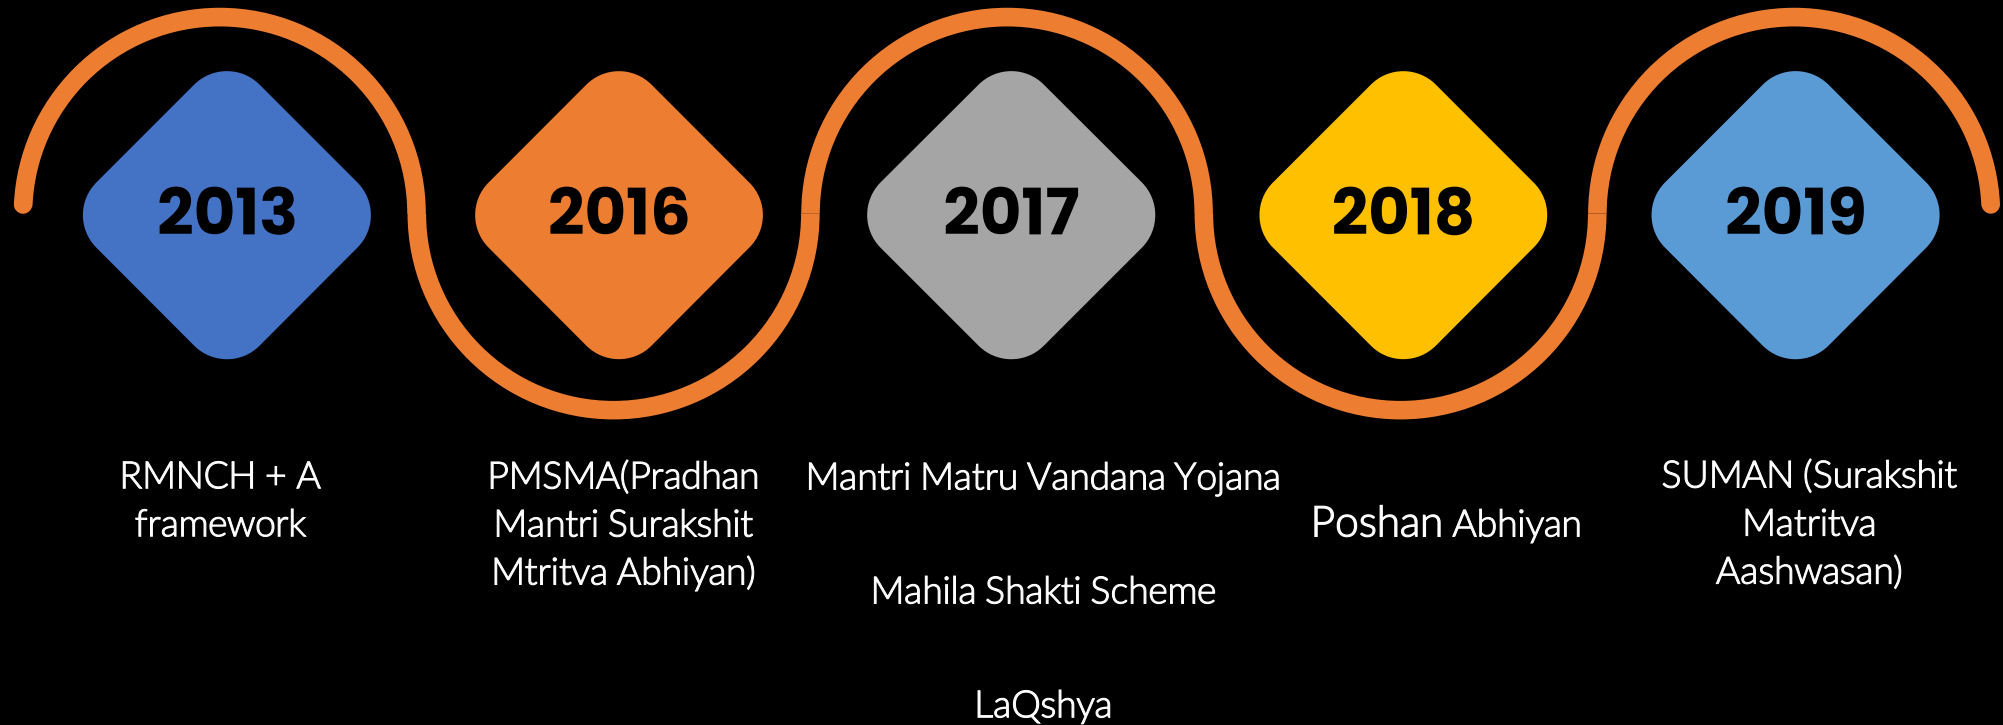 2013
2016
2017
2018
2019
RMNCH + A
framework
PMSMA(Pradhan
Mantri Surakshit
Mtritva Abhiyan)
Mantri Matru Vandana Yojana
Mahila Shakti Scheme
LaQshya
Poshan Abhiyan
SUMAN (Surakshit
Matritva
Aashwasan)